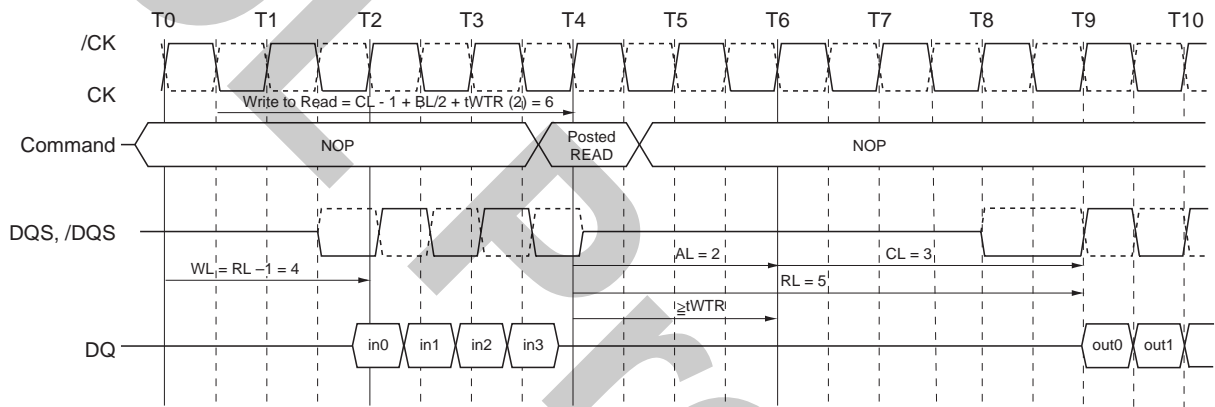 T0 T1 T2 T3 T4 T5 T6 T7 T8 T9 T10
/CK
CK
Write to Read = CL - 1 + BL/2 + tWTR (2) = 6
Command
NOP
Posted
READ
NOP
DQS, /DQS
AL = 2
CL = 3
WL = RL –1 = 4
RL = 5
≧tWTR
DQ
in0 in1 in2 in3
out0 out1